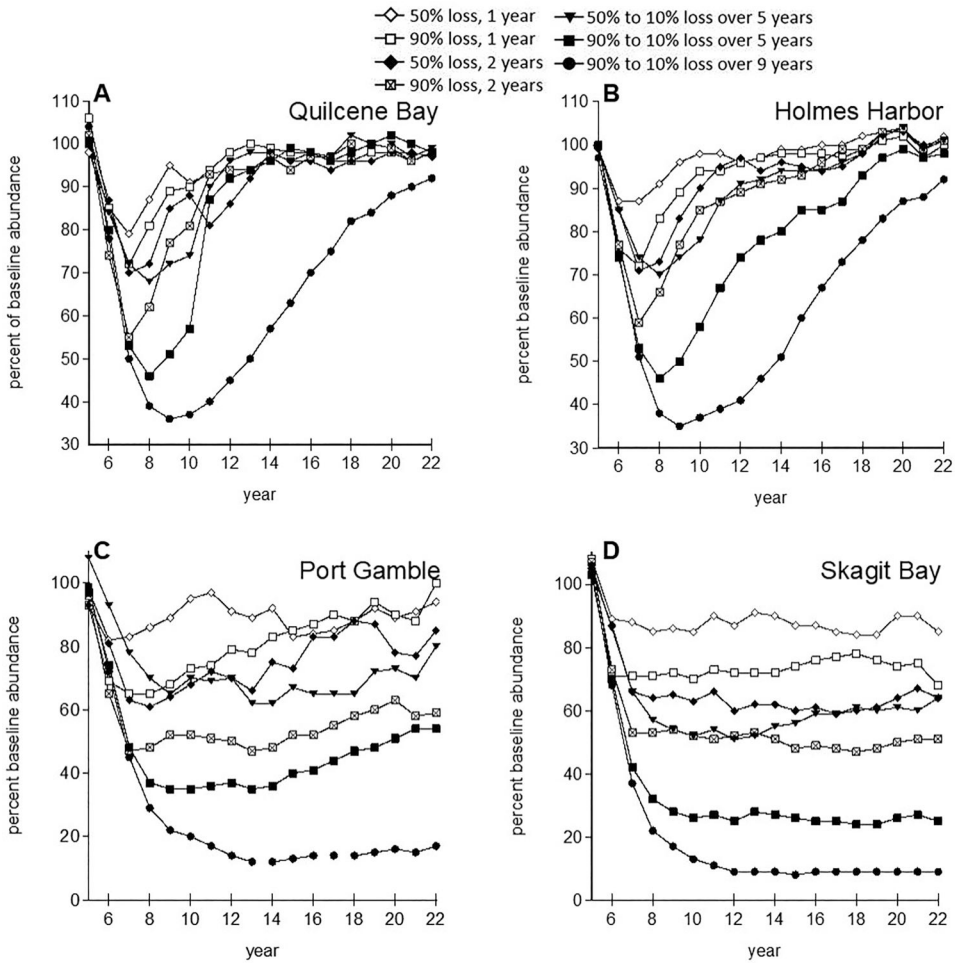 50% loss, 1 year
90% loss, 1 year
50% loss, 2 years
90% loss, 2 years
50% to 10% loss over 5 years
90% to 10% loss over 5 years
90% to 10% loss over 9 years
A
Quilcene Bay
percent of baseline abundance
110
100
90
80
70
60
50
40
30
6 8 10 12 14 16 18 20 22
year
B
Holmes Harbor
percent baseline abundance
110
100
90
80
70
60
50
40
30
6 8 10 12 14 16 18 20 22
year
C
Port Gamble
percent baseline abundance
100
80
60
40
20
0
6 8 10 12 14 16 18 20 22
year
D
Skagit Bay
percent baseline abundance
100
80
60
40
20
0
6 8 10 12 14 16 18 20 22
year